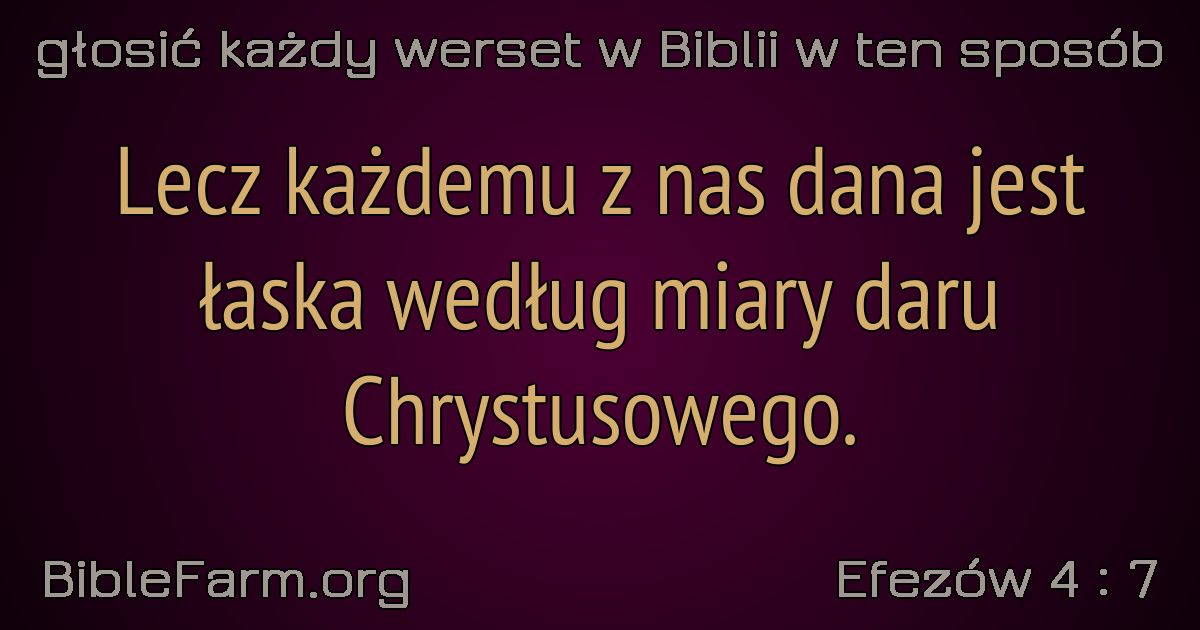 głosić każdy werset w Biblii w ten sposób
Lecz każdemu z nas dana jest
łaska według miary daru
Chrystusowego.
BibleFarm.org
Efezów 4 : 7